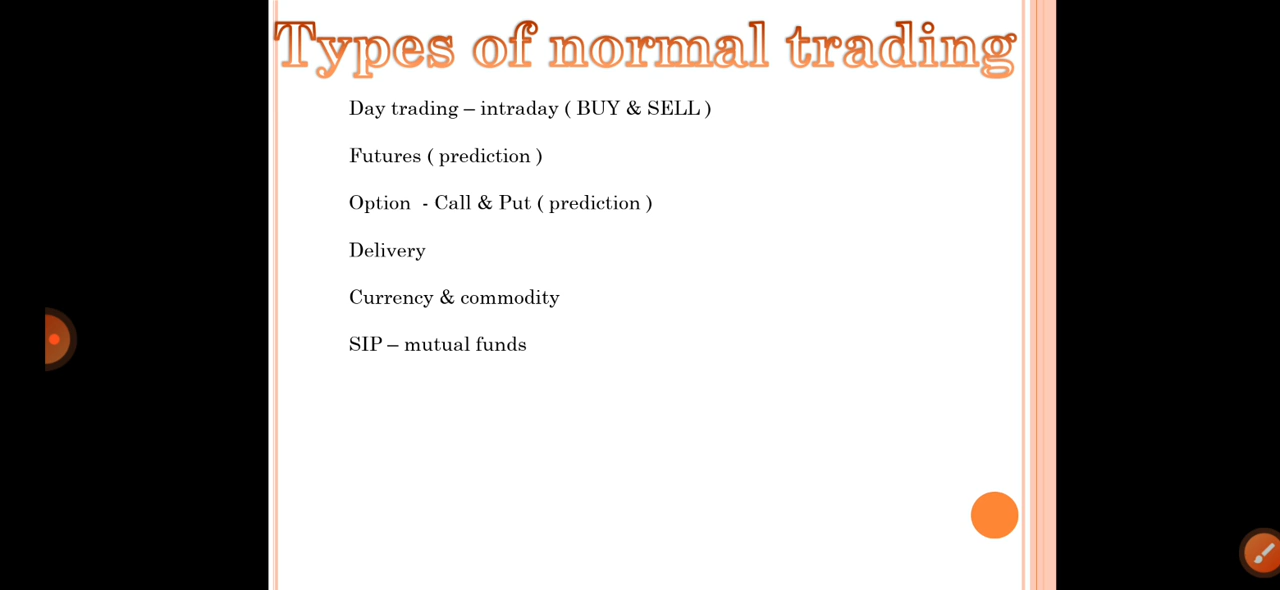 Types of normal trading
Day trading – intraday ( BUY & SELL )
Futures ( prediction )
Option - Call & Put ( prediction )
Delivery
Currency & commodity
SIP – mutual funds